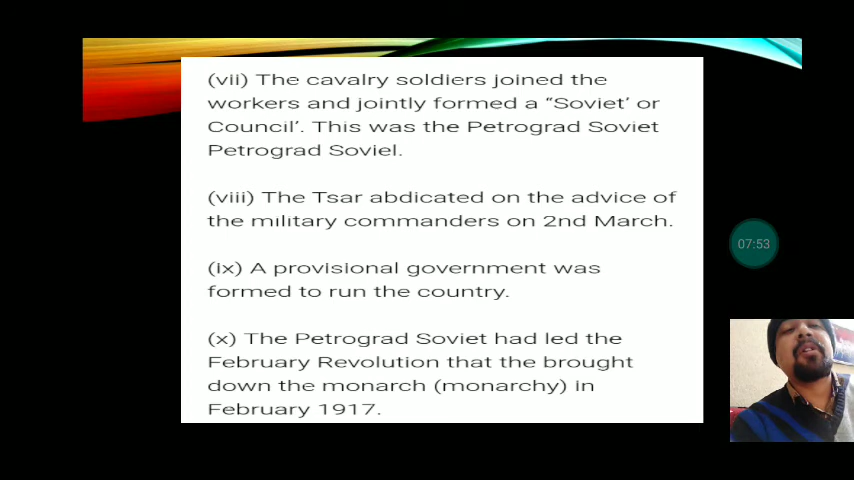 (vii) The cavalry soldiers joined the
workers and jointly formed a “Soviet’ or
Council’. This was the Petrograd Soviet
Petrograd Soviel.
(viii) The Tsar abdicated on the advice of
the military commanders on 2nd March.
(ix) A provisional government was
formed to run the country.
(x) The Petrograd Soviet had led the
February Revolution that the brought
down the monarch (monarchy) in
February 1917.
07:53